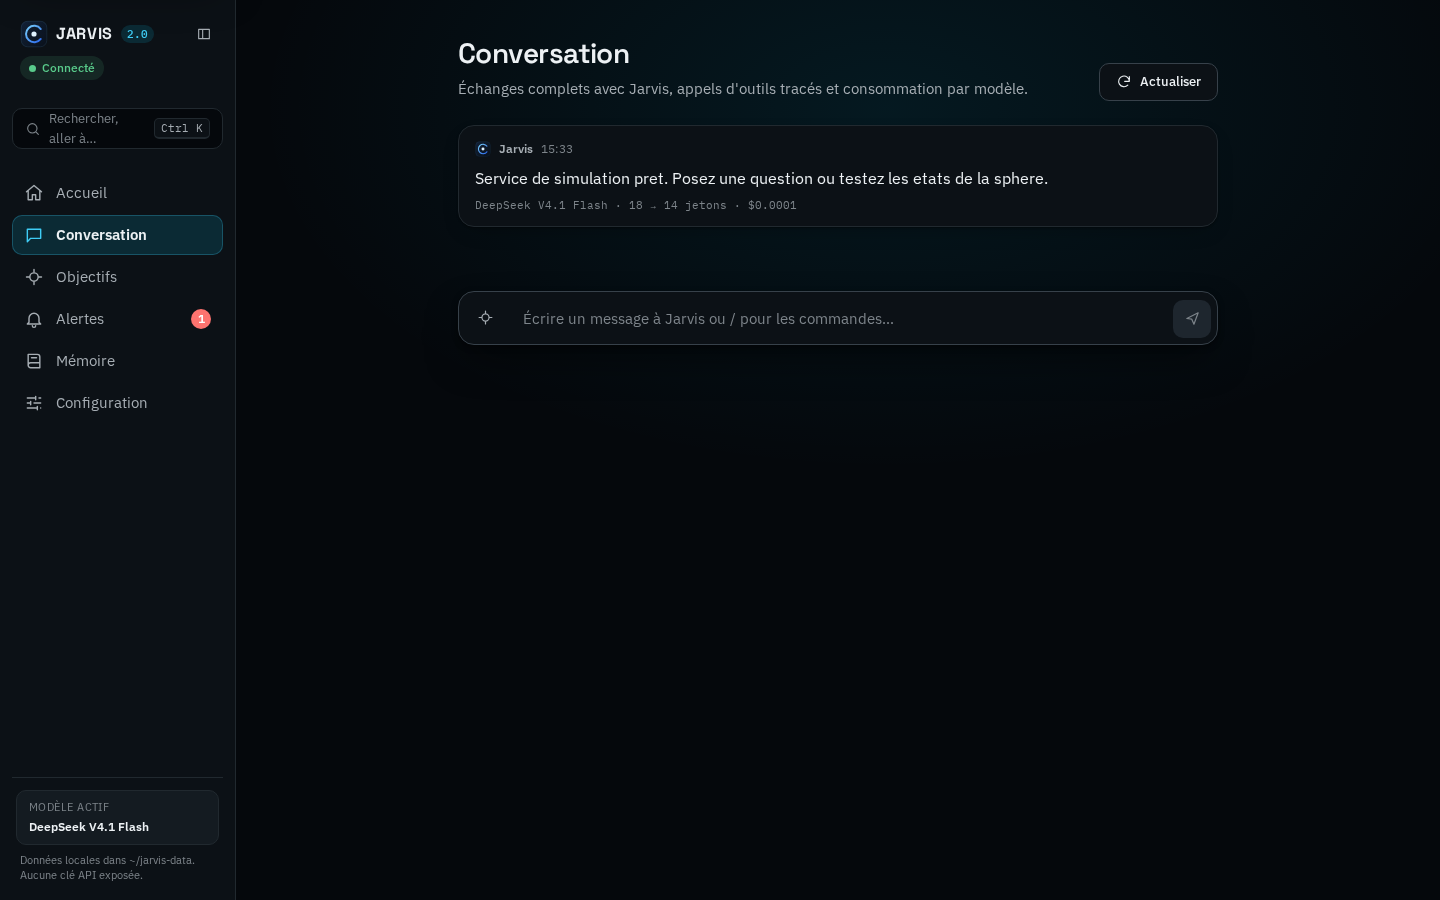 JARVIS 2.0
Connecté
Rechercher,
aller à... Ctrl K
Accueil
Conversation
Objectifs
Alertes 1
Mémoire
Configuration
MODÈLE ACTIF
DeepSeek V4.1 Flash
Données locales dans ~/jarvis-data.
Aucune clé API exposée.
Conversation
Échanges complets avec Jarvis, appels d'outils tracés et consommation par modèle.
Actualiser
Jarvis 15:33
Service de simulation pret. Posez une question ou testez les etats de la sphere.
DeepSeek V4.1 Flash · 18 → 14 jetons · $0.0001
Écrire un message à Jarvis ou / pour les commandes...